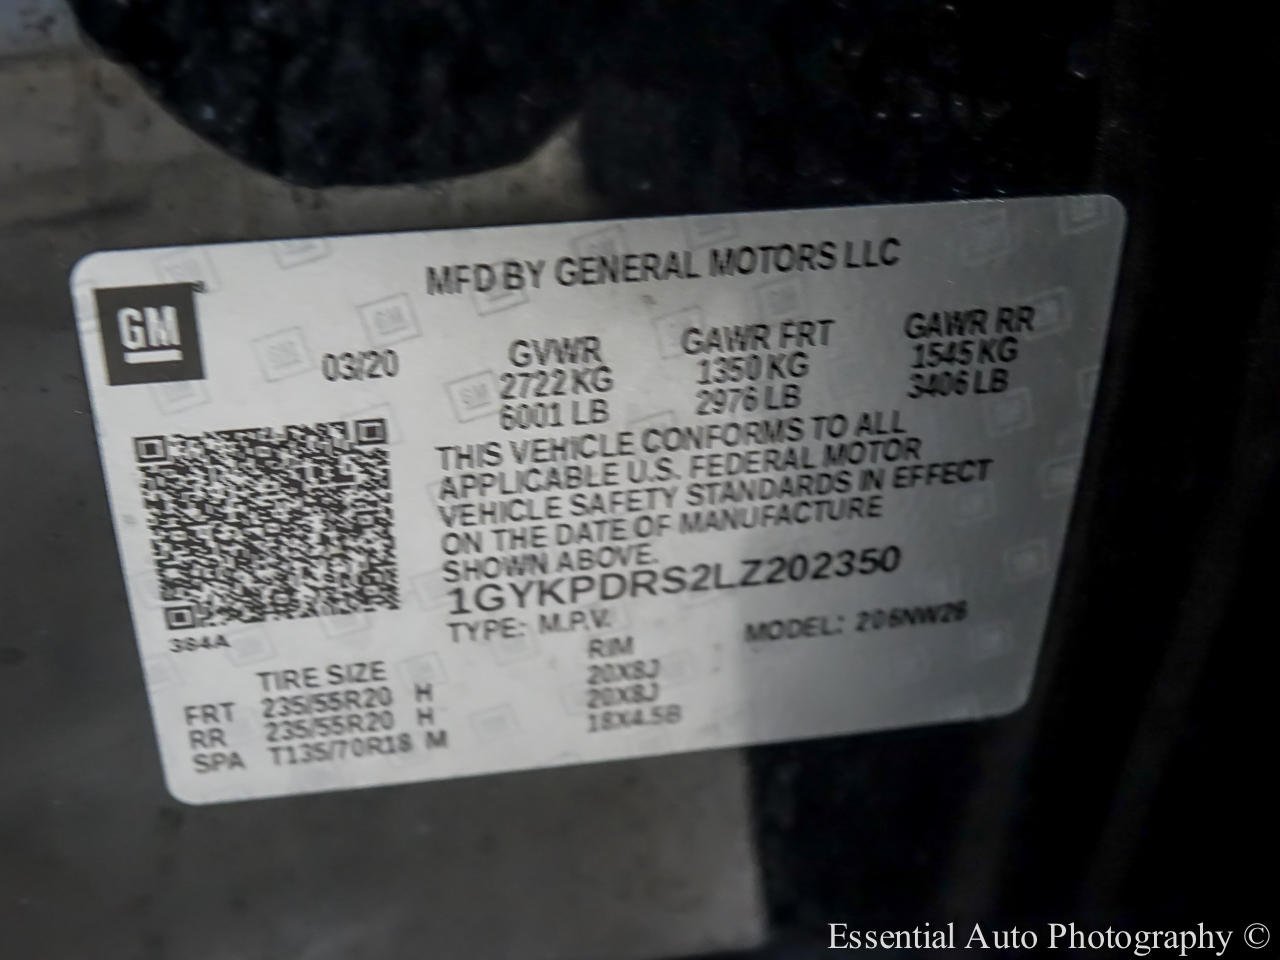 GM
MFD BY GENERAL MOTORS LLC
03/20
GVWR GAWR FRT GAWR RR
2722 KG 1350 KG 1545 KG
6001 LB 2976 LB 3406 LB
THIS VEHICLE CONFORMS TO ALL
APPLICABLE U.S. FEDERAL MOTOR
VEHICLE SAFETY STANDARDS IN EFFECT
ON THE DATE OF MANUFACTURE
SHOWN ABOVE.
1GYKPDRS2LZ202350
384A
TYPE: M.P.V. MODEL: 206NW26
TIRE SIZE RIM
FRT 235/55R20 H 20X8J
RR 235/55R20 H 20X8J
SPA T135/70R18 M 18X4.5B
Essential Auto Photography ©